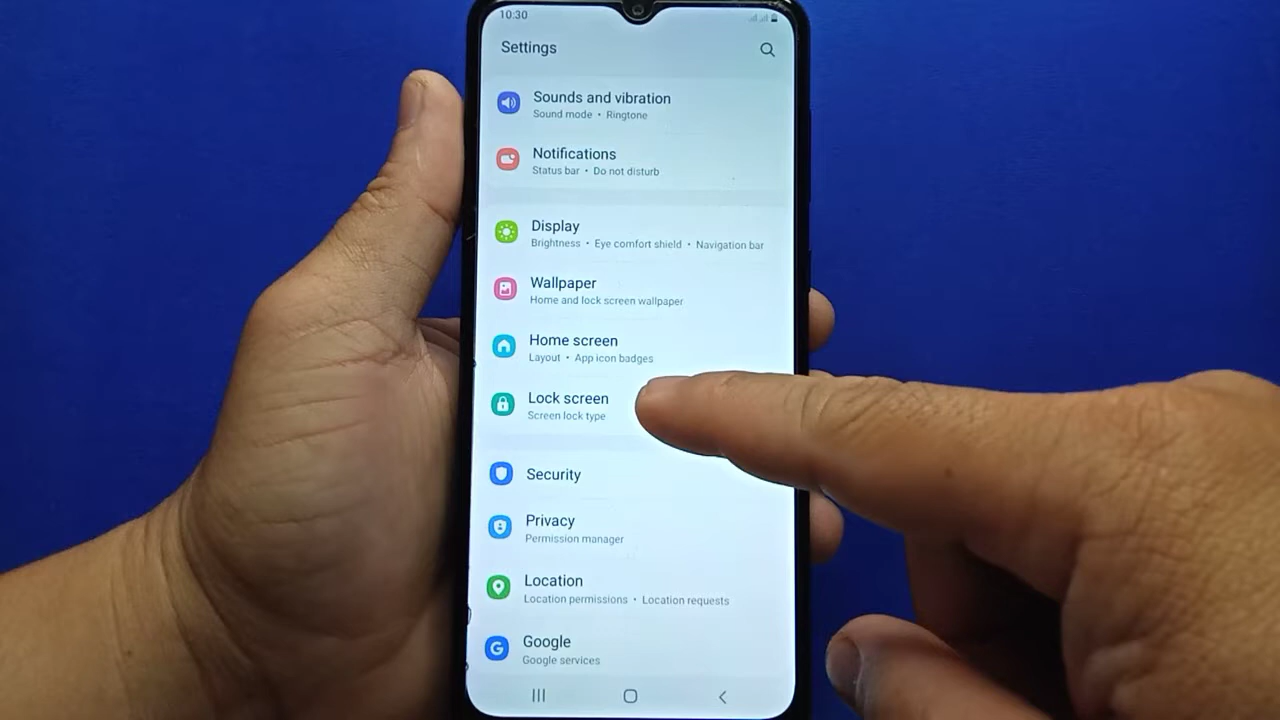 10:30
Settings
Sounds and vibration
Sound mode • Ringtone
Notifications
Status bar • Do not disturb
Display
Brightness • Eye comfort shield • Navigation bar
Wallpaper
Home and lock screen wallpaper
Home screen
Layout • App icon badges
Lock screen
Screen lock type
Security
Privacy
Permission manager
Location
Location permissions • Location requests
G
Google
Google services